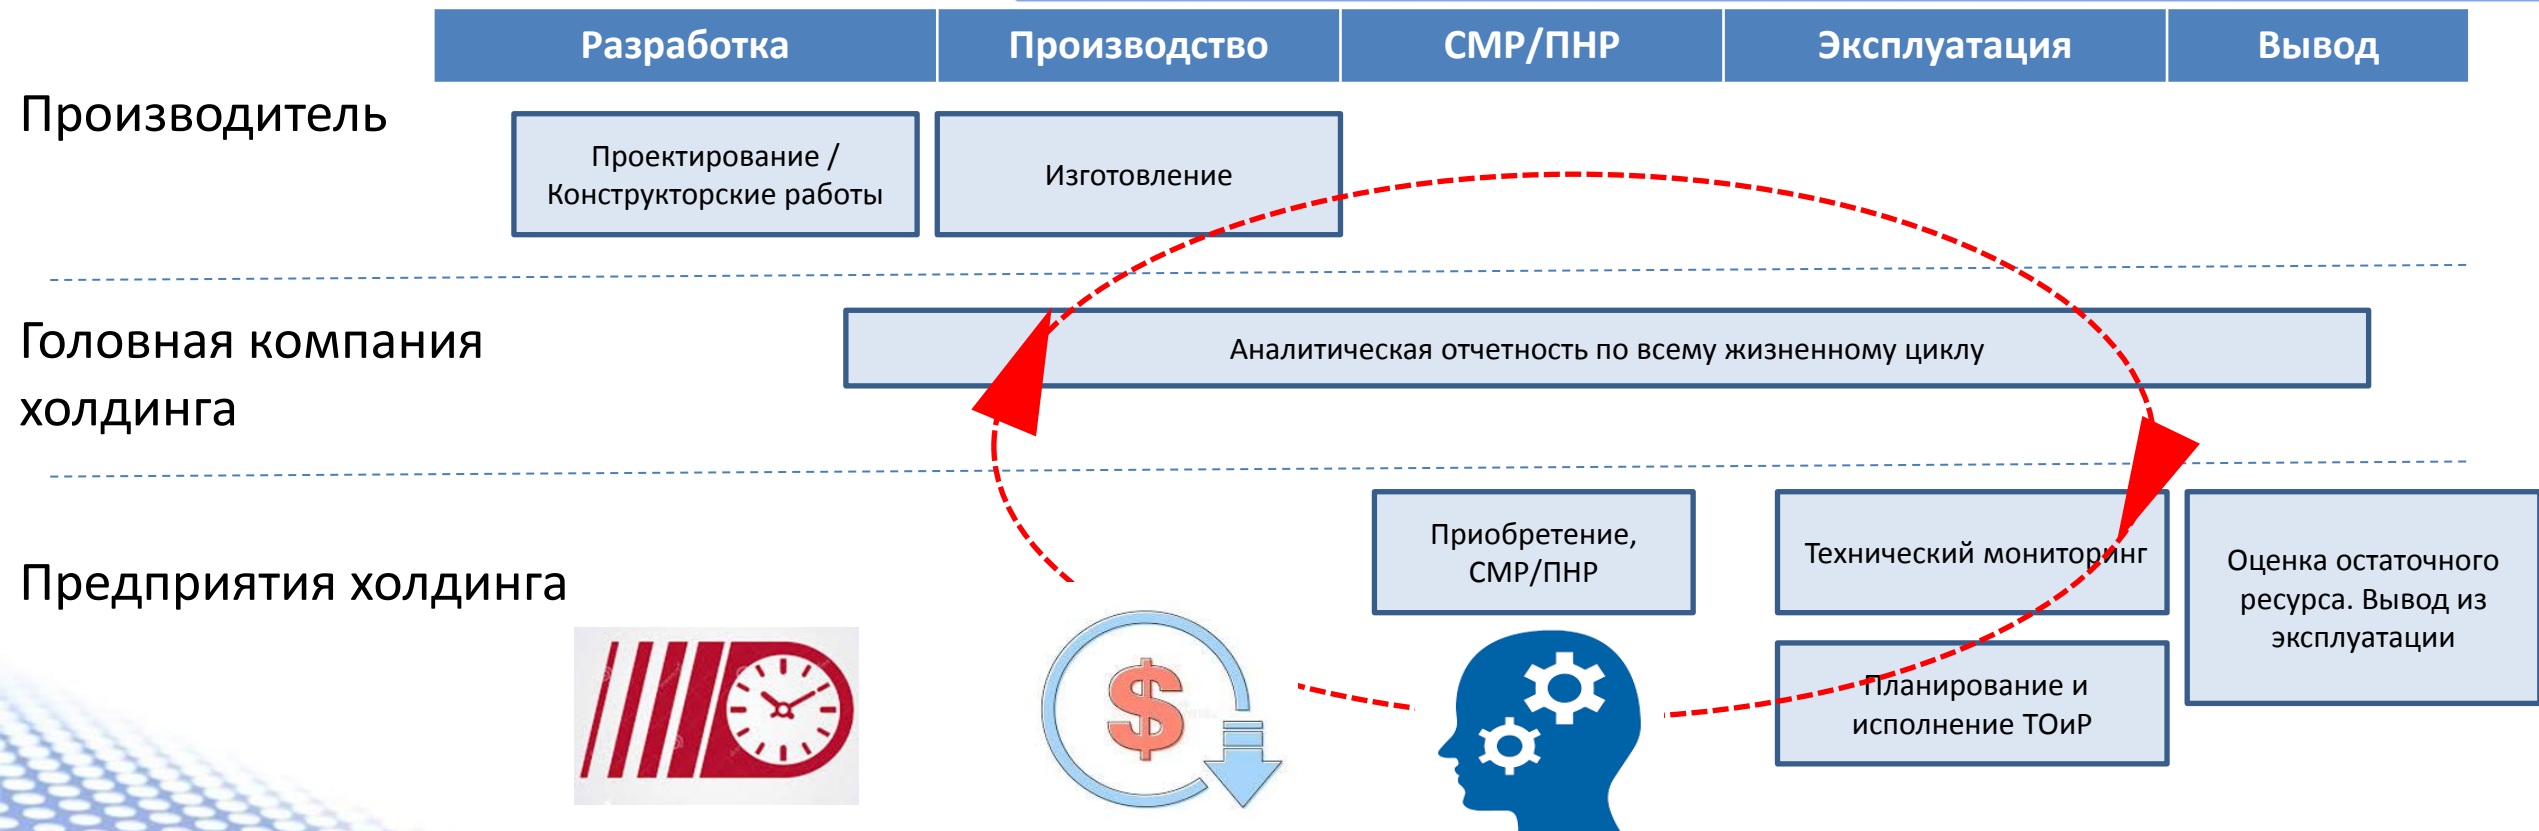 Разработка
Производство
СМР/ПНР
Эксплуатация
Вывод
Производитель
Проектирование /
Конструкторские работы
Изготовление
Головная компания
холдинга
Аналитическая отчетность по всему жизненному циклу
Предприятия холдинга
Приобретение,
СМР/ПНР
Технический мониторинг
Планирование и
исполнение ТОиР
Оценка остаточного
ресурса. Вывод из
эксплуатации
$